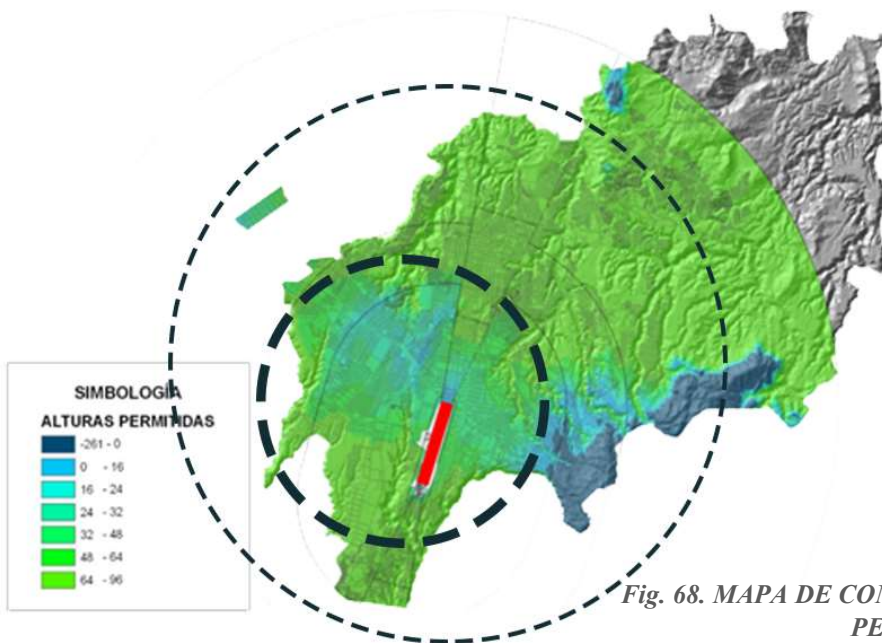 SIMBOLOGÍA
ALTURAS PERMITIDAS
-261 - 0
0 - 16
16 - 24
24 - 32
32 - 48
48 - 64
64 - 96
Fig. 68. MAPA DE CON
PE